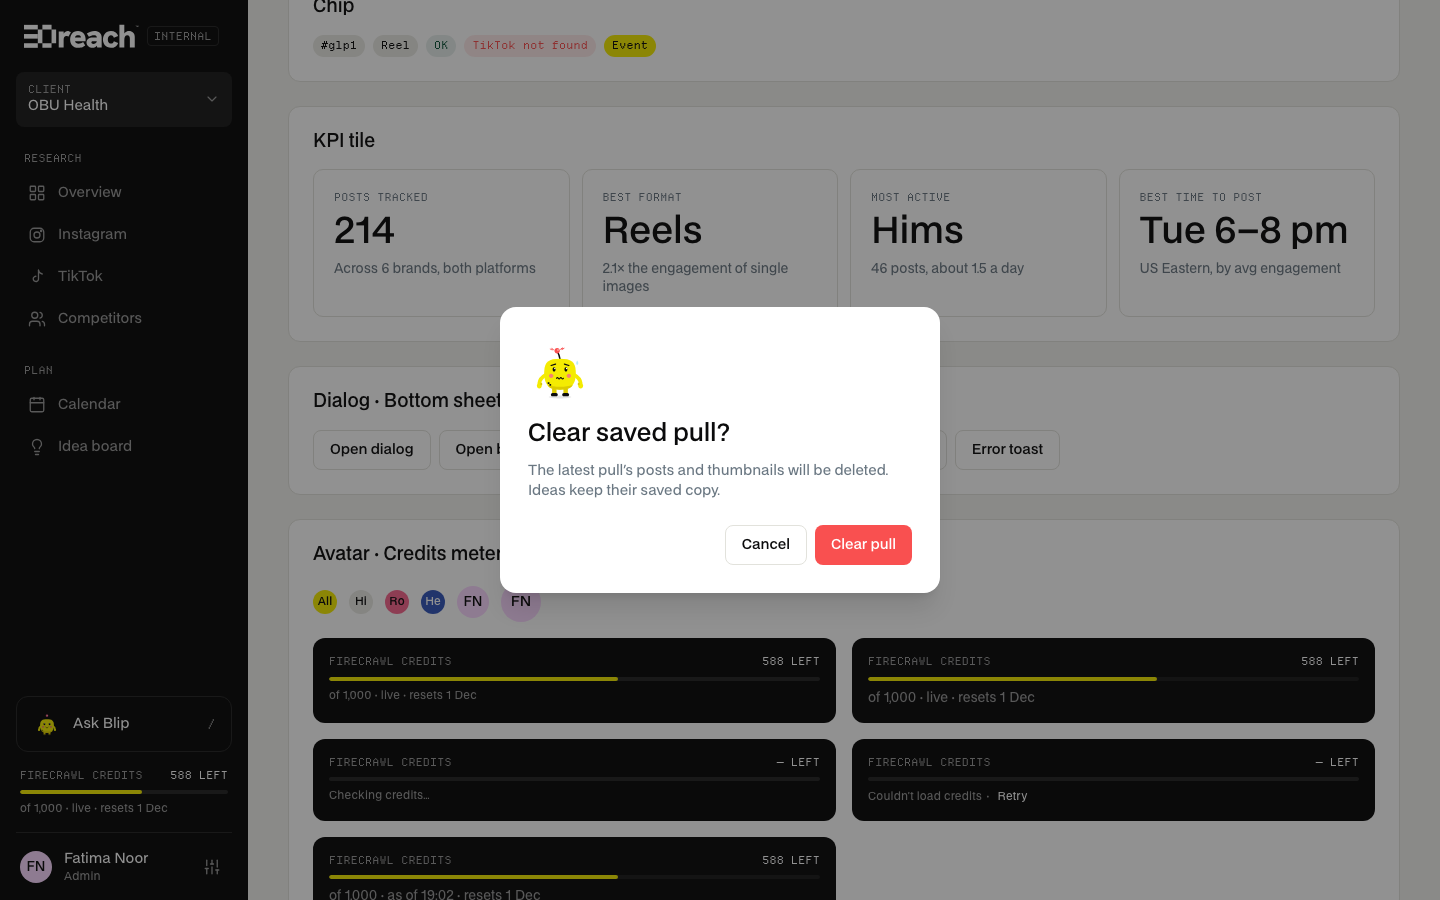 reach
INTERNAL
CLIENT
OBU Health
RESEARCH
Overview
Instagram
TikTok
Competitors
PLAN
Calendar
Idea board
Ask Blip
/
FIRECRAWL CREDITS 588 LEFT
of 1,000 · live · resets 1 Dec
FN
Fatima Noor
Admin
Chip
#glp1 Reel OK TikTok not found Event
KPI tile
POSTS TRACKED
214
Across 6 brands, both platforms
BEST FORMAT
Reels
2.1× the engagement of single
images
MOST ACTIVE
Hims
46 posts, about 1.5 a day
BEST TIME TO POST
Tue 6–8 pm
US Eastern, by avg engagement
Dialog · Bottom sheet
Open dialog
Open b
Error toast
Clear saved pull?
The latest pull's posts and thumbnails will be deleted.
Ideas keep their saved copy.
Cancel
Clear pull
Avatar · Credits meter
All Hi Ro He FN FN
FIRECRAWL CREDITS 588 LEFT
of 1,000 · live · resets 1 Dec
FIRECRAWL CREDITS 588 LEFT
of 1,000 · live · resets 1 Dec
FIRECRAWL CREDITS – LEFT
Checking credits…
FIRECRAWL CREDITS – LEFT
Couldn't load credits · Retry
FIRECRAWL CREDITS 588 LEFT
of 1,000 · as of 19:02 · resets 1 Dec